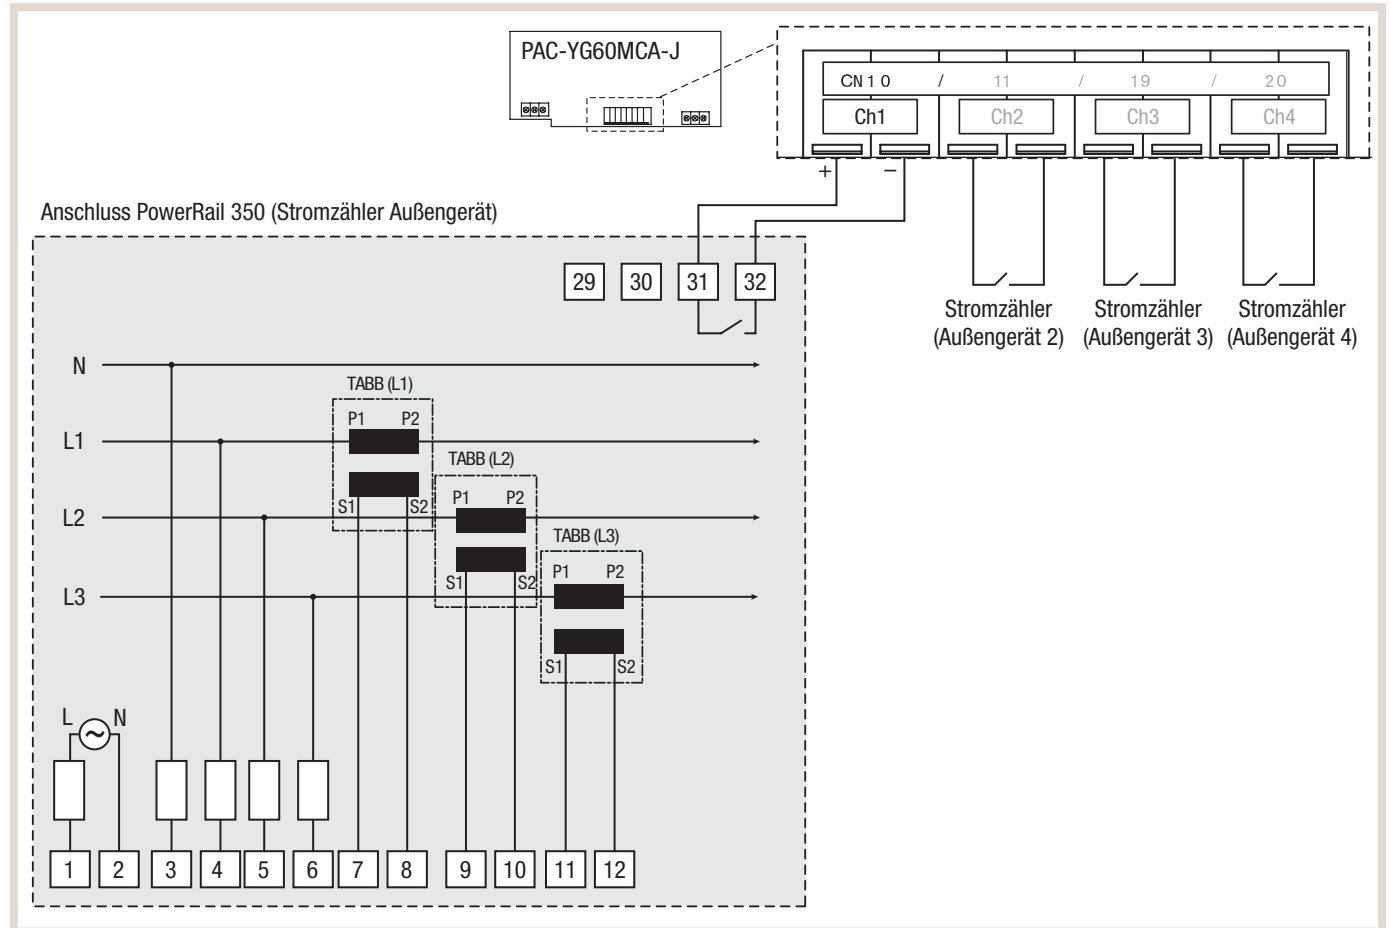 PAC-YG60MCA-J
CN10 / 11 / 19 / 20
Ch1 Ch2 Ch3 Ch4
+ −
Anschluss PowerRail 350 (Stromzähler Außengerät)
29 30 31 32
Stromzähler (Außengerät 2)
Stromzähler (Außengerät 3)
Stromzähler (Außengerät 4)
N
TABB (L1)
P1 P2
L1
TABB (L2)
S1 S2
P1 P2
L2
TABB (L3)
S1 S2
P1 P2
L3
S1 S2
L N
1 2 3 4 5 6 7 8 9 10 11 12